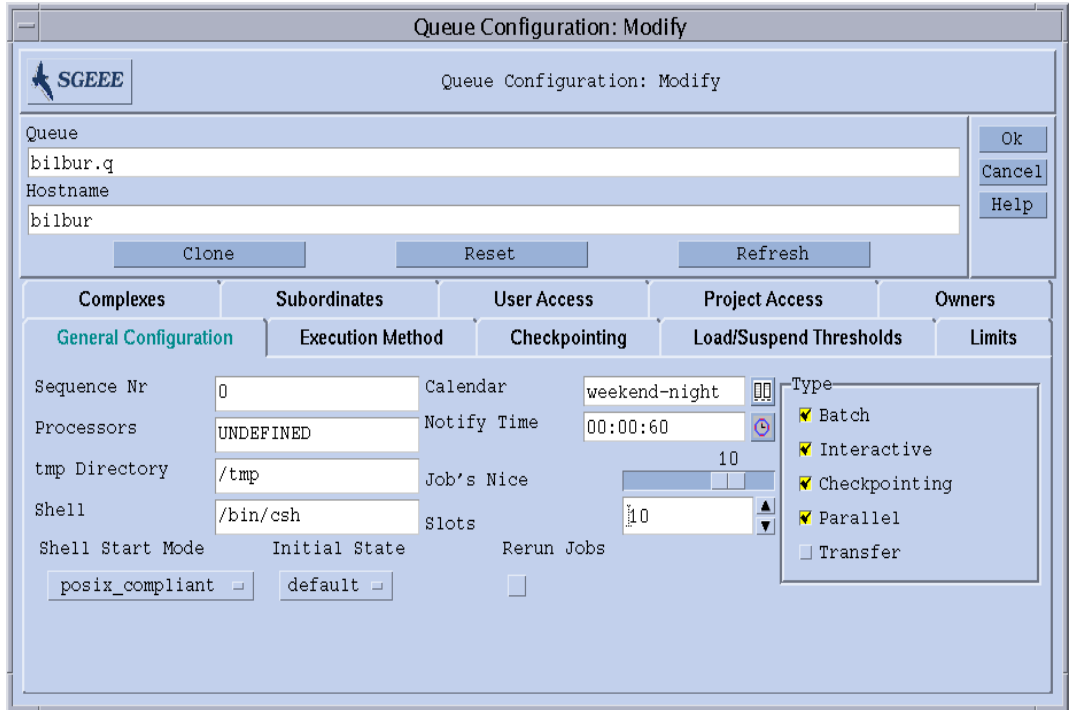 Queue Configuration: Modify
SGEEE
Queue Configuration: Modify
Queue
bilbur.q
Hostname
bilbur
Clone Reset Refresh
Ok
Cancel
Help
Complexes Subordinates User Access Project Access Owners
General Configuration Execution Method Checkpointing Load/Suspend Thresholds Limits
Sequence Nr 0
Processors UNDEFINED
tmp Directory /tmp
Shell /bin/csh
Shell Start Mode Initial State Rerun Jobs
posix_compliant default
Calendar weekend-night
Notify Time 00:00:60
10
Job's Nice
Slots 10
Type
Batch
Interactive
Checkpointing
Parallel
Transfer